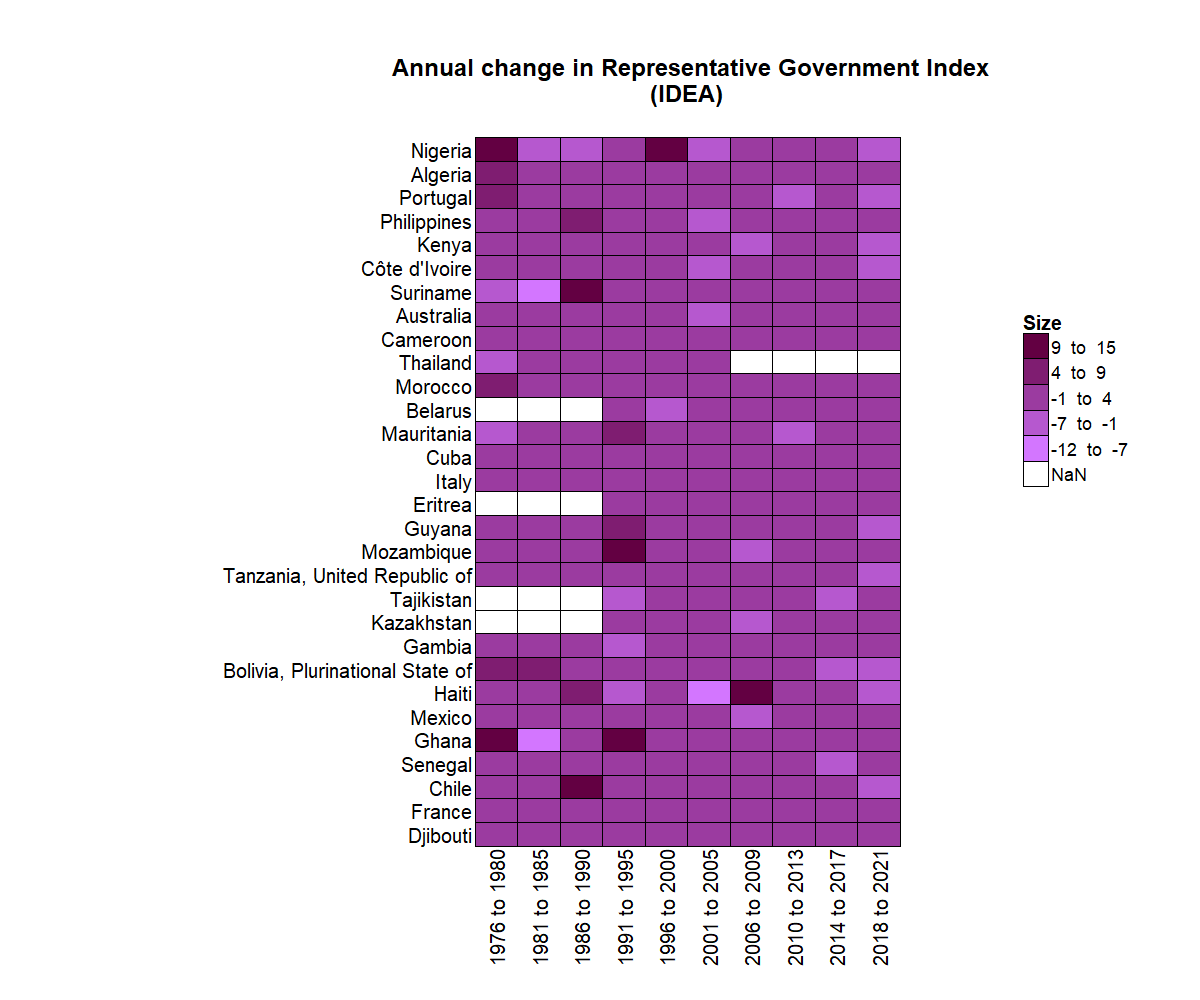 Annual change in Representative Government Index
(IDEA)
Nigeria
Algeria
Portugal
Philippines
Kenya
Côte d'Ivoire
Suriname
Australia
Cameroon
Thailand
Morocco
Belarus
Mauritania
Cuba
Italy
Eritrea
Guyana
Mozambique
Tanzania, United Republic of
Tajikistan
Kazakhstan
Gambia
Bolivia, Plurinational State of
Haiti
Mexico
Ghana
Senegal
Chile
France
Djibouti
1976 to 1980
1981 to 1985
1986 to 1990
1991 to 1995
1996 to 2000
2001 to 2005
2006 to 2009
2010 to 2013
2014 to 2017
2018 to 2021
Size
9 to 15
4 to 9
-1 to 4
-7 to -1
-12 to -7
NaN